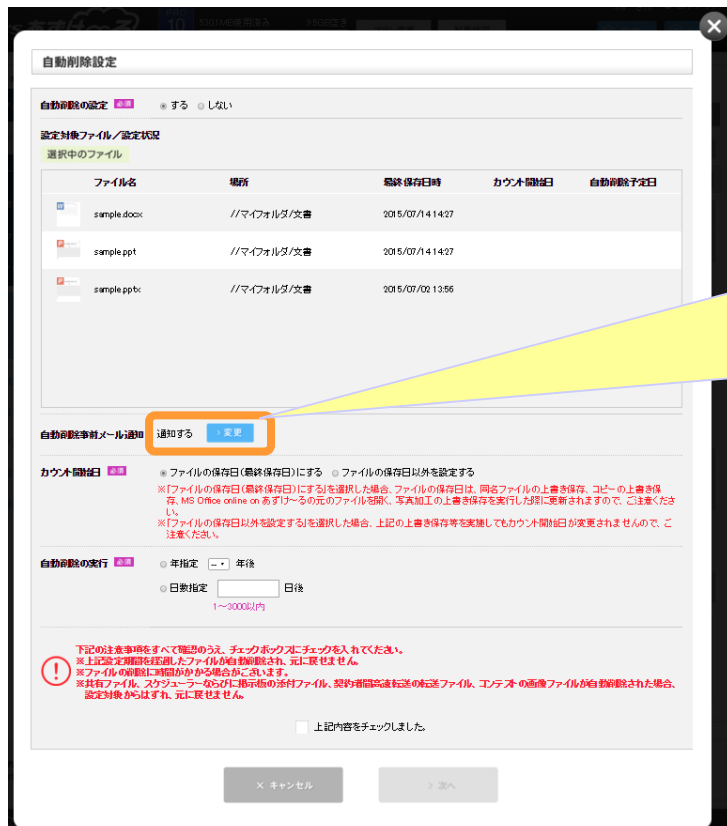 自動削除設定
自動削除の設定 必須 する しない
設定対象ファイル／設定状況
選択中のファイル
ファイル名 場所 最終保存日時 カウント開始日 自動削除予定日
sample.docx //マイフォルダ/文書 2015/07/14 14:27
sample.ppt //マイフォルダ/文書 2015/07/14 14:27
sample.pptx //マイフォルダ/文書 2015/07/02 13:56
自動削除事前メール通知 通知する > 変更
カウント開始日 必須 ファイルの保存日(最終保存日)にする ファイルの保存日以外を設定する
※「ファイルの保存日(最終保存日)にする」を選択した場合、ファイルの保存日は、同名ファイルの上書き保存、コピーの上書き保
存、MS Office online on あずけ～るの元のファイルを開く、写真加工の上書き保存を実行した際に更新されますので、ご注意くださ
い。
※「ファイルの保存日以外を設定する」を選択した場合、上記の上書き保存等を実施してもカウント開始日が変更されませんので、ご
注意ください。
自動削除の実行 必須 年指定 -- 年後
日数指定 日後
1～3000以内
下記の注意事項をすべて確認のうえ、チェックボックスにチェックを入れてください。
※上記設定期間を経過したファイルが自動削除され、元に戻せません。
※ファイルの削除に時間がかかる場合がございます。
※共有ファイル、スケジューラーならびに掲示板の添付ファイル、契約者間高速転送の転送ファイル、コンテストの画像ファイルが自動削除された場合、
設定対象からはずれ、元に戻せません。
上記内容をチェックしました。
× キャンセル > 次へ